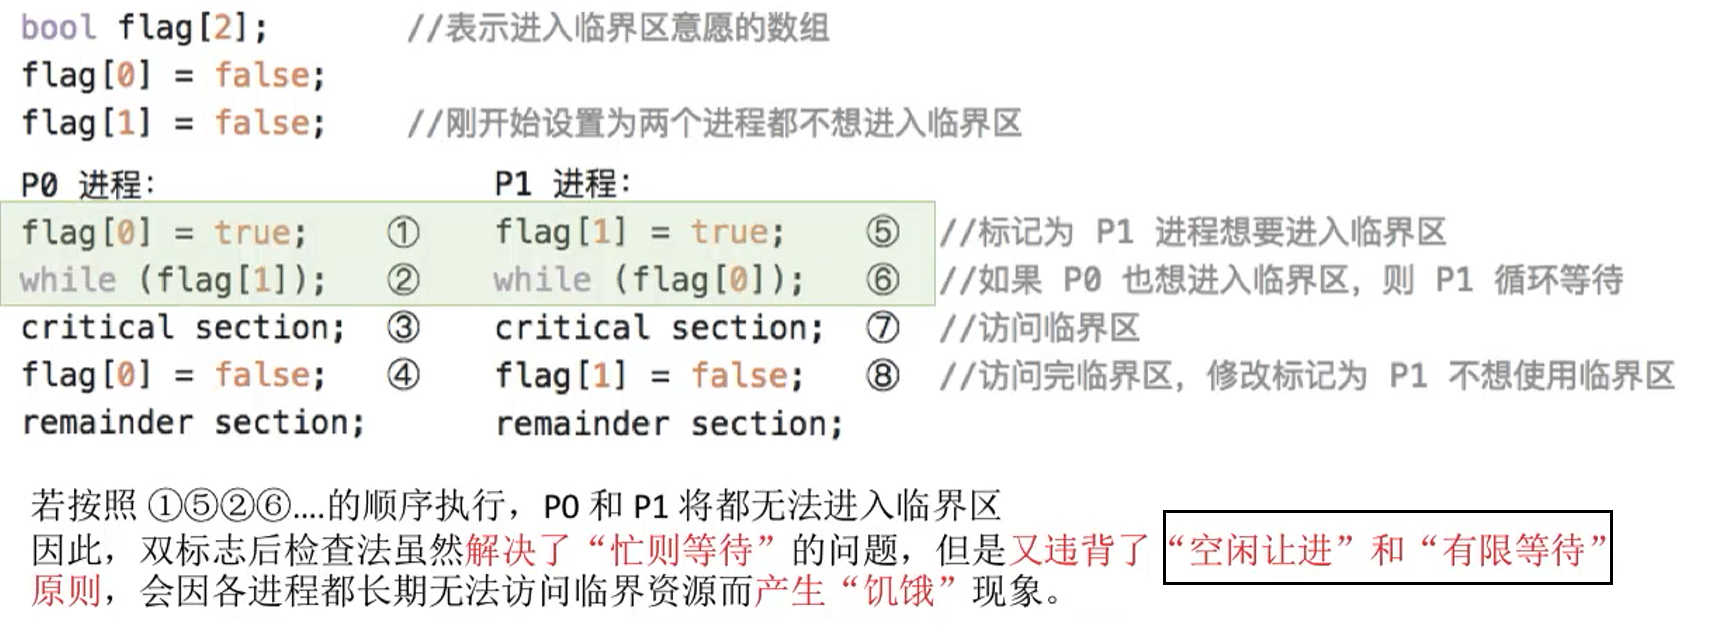 bool flag[2]; //表示进入临界区意愿的数组
flag[0] = false;
flag[1] = false; //刚开始设置为两个进程都不想进入临界区
P0 进程: P1 进程:
flag[0] = true; ① flag[1] = true; ⑤ //标记为 P1 进程想要进入临界区
while (flag[1]); ② while (flag[0]); ⑥ //如果 P0 也想进入临界区，则 P1 循环等待
critical section; ③ critical section; ⑦ //访问临界区
flag[0] = false; ④ flag[1] = false; ⑧ //访问完临界区，修改标记为 P1 不想使用临界区
remainder section; remainder section;
若按照 ①⑤②⑥....的顺序执行，P0 和 P1 将都无法进入临界区
因此，双标志后检查法虽然解决了“忙则等待”的问题，但是又违背了“空闲让进”和“有限等待”
原则，会因各进程都长期无法访问临界资源而产生“饥饿”现象。